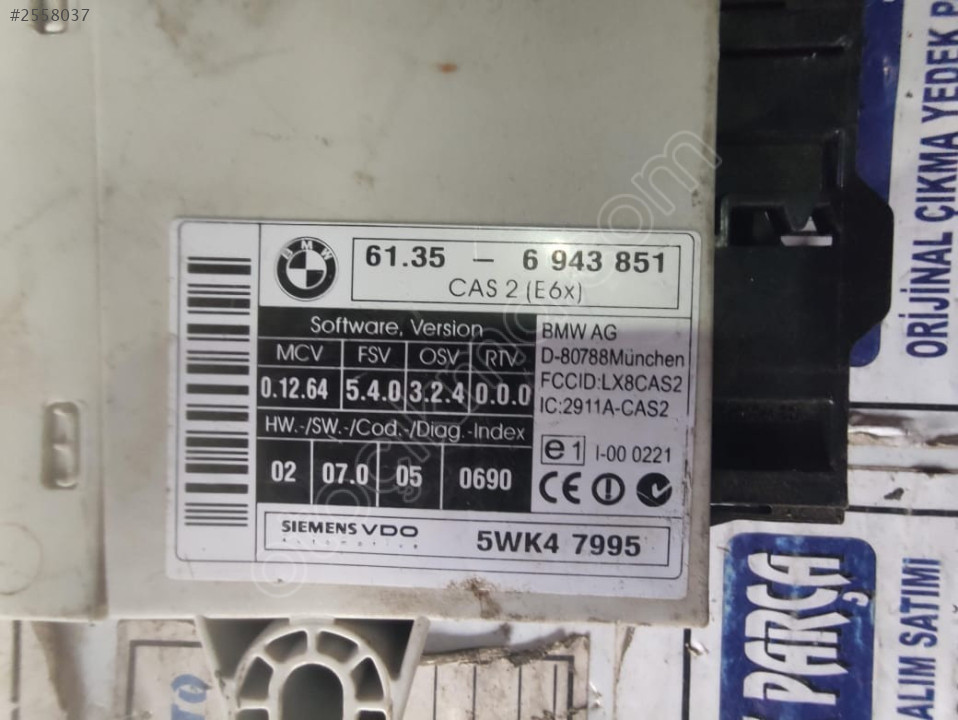 #2558037
BMW
61.35 – 6 943 851
CAS 2 (E6x)
Software, Version
MCV FSV OSV RTV
0.12.64 5.4.0 3.2.4 0.0.0
HW.-/SW.-/Cod.-/Diag.-Index
02 07.0 05 0690
BMW AG
D-80788München
FCCID:LX8CAS2
IC:2911A-CAS2
e1 I-00 0221
CE
SIEMENS VDO
Automotive
5WK4 7995
ORİJİNAL ÇIKMA YEDEK P
PARÇA
ALIM SATIMI